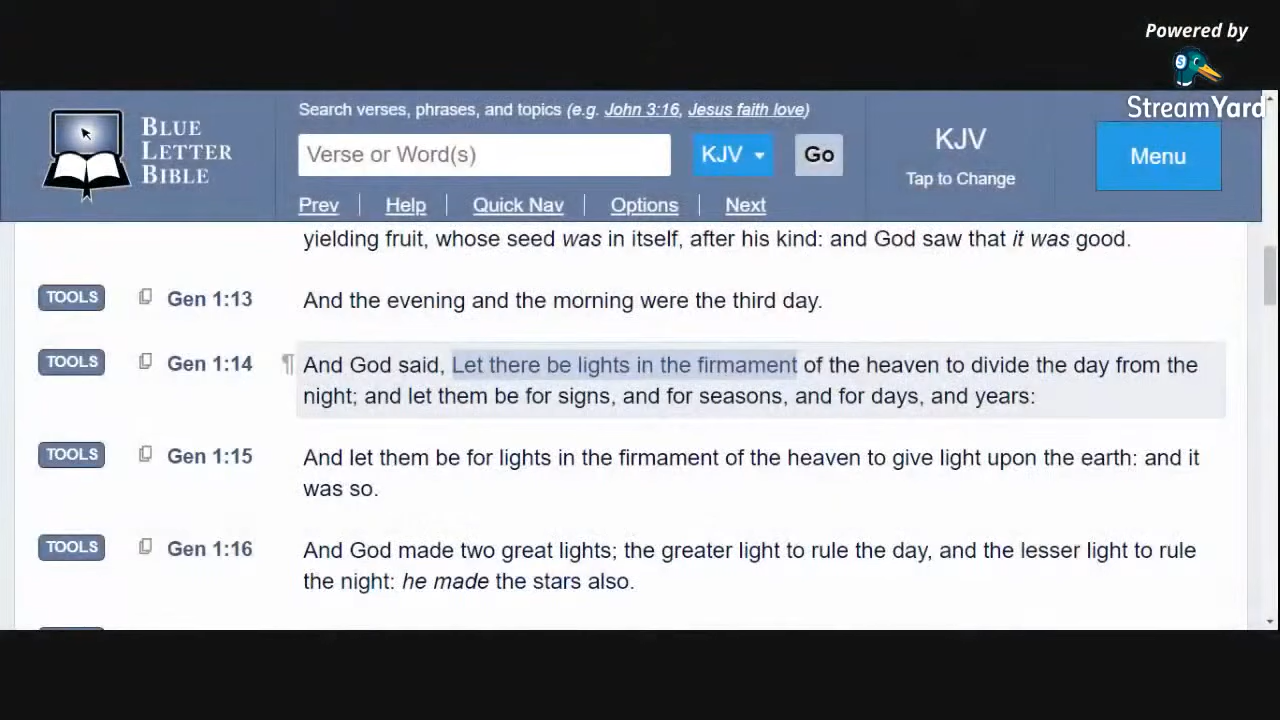 Powered by
StreamYard
Search verses, phrases, and topics (e.g. John 3:16, Jesus faith love)
BLUE
LETTER
BIBLE
Verse or Word(s)
KJV
Go
KJV
Tap to Change
Menu
Prev
Help
Quick Nav
Options
Next
yielding fruit, whose seed was in itself, after his kind: and God saw that it was good.
TOOLS Gen 1:13 And the evening and the morning were the third day.
TOOLS Gen 1:14 ¶ And God said, Let there be lights in the firmament of the heaven to divide the day from the
night; and let them be for signs, and for seasons, and for days, and years:
TOOLS Gen 1:15 And let them be for lights in the firmament of the heaven to give light upon the earth: and it
was so.
TOOLS Gen 1:16 And God made two great lights; the greater light to rule the day, and the lesser light to rule
the night: he made the stars also.